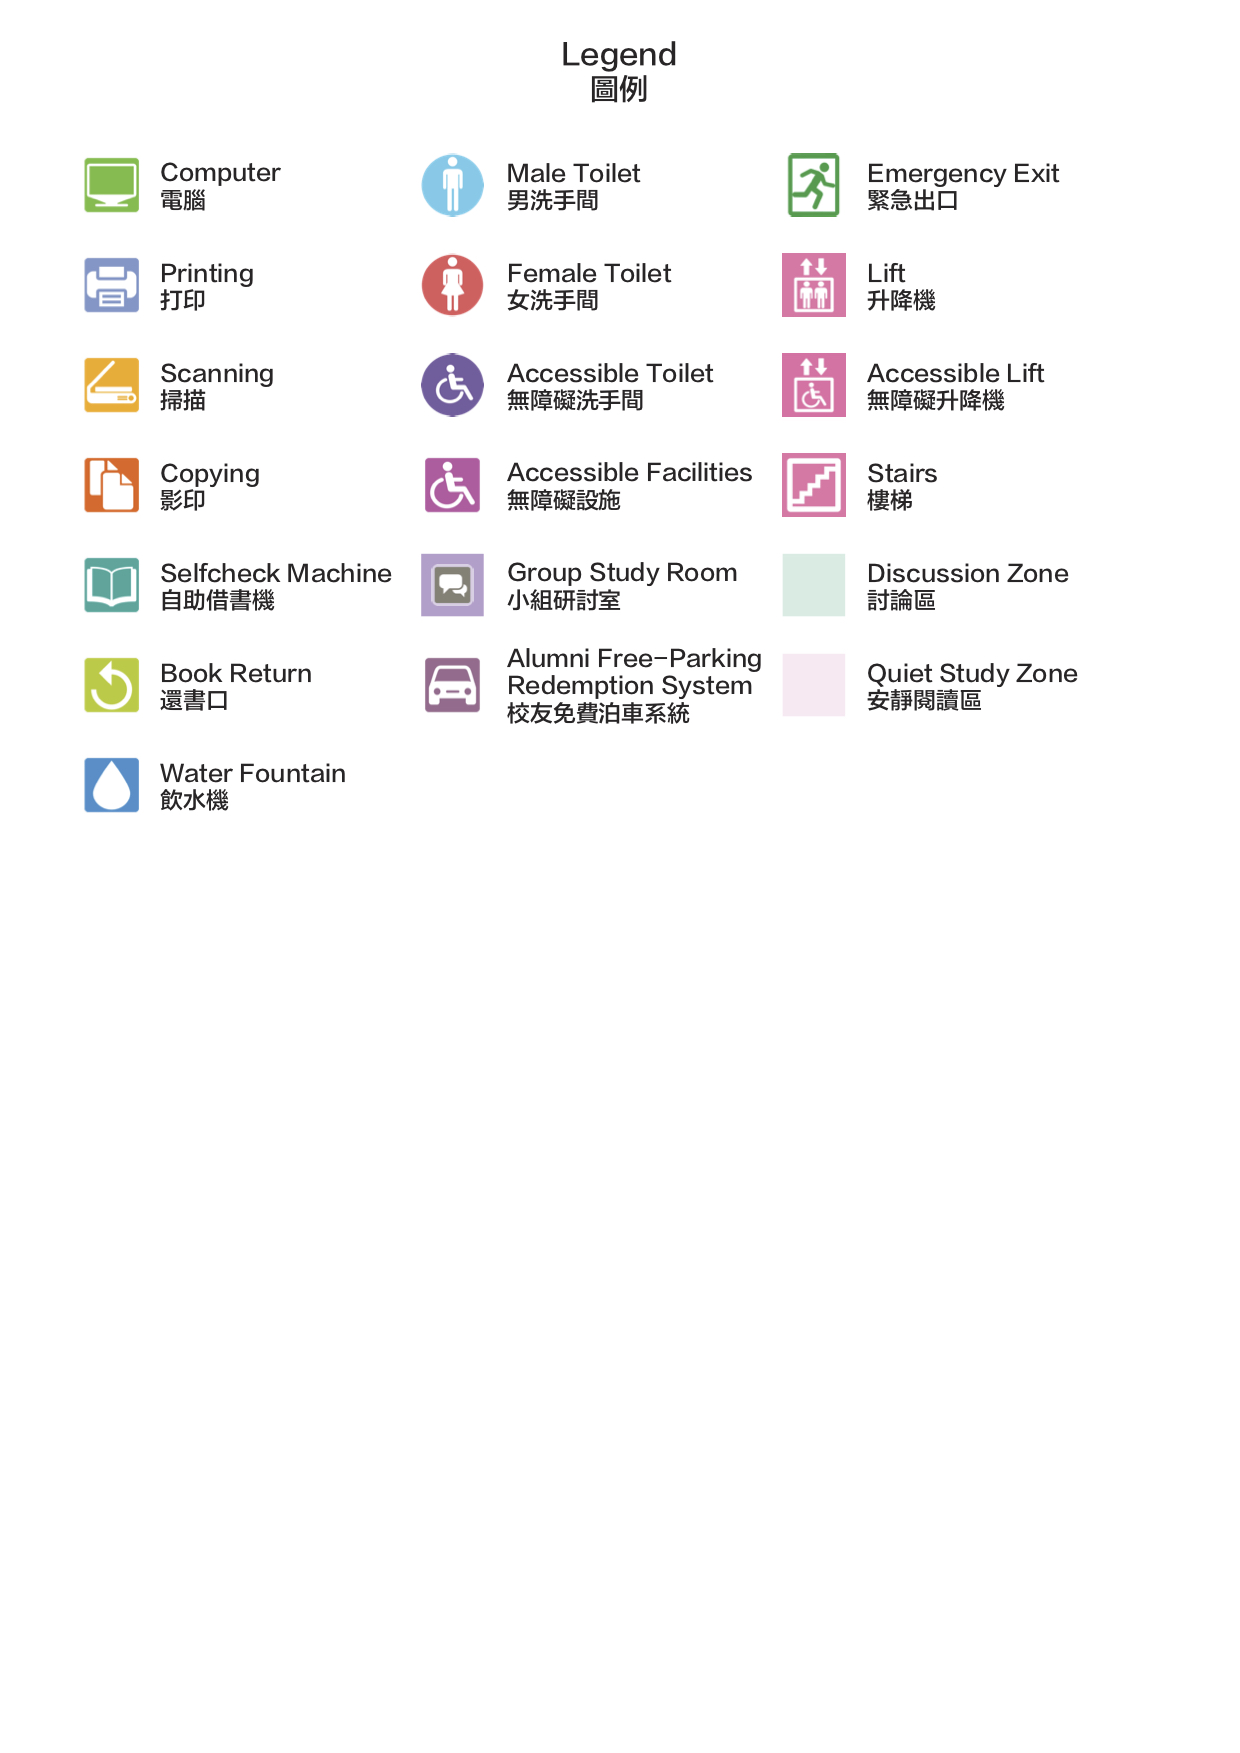 Legend
圖例
Computer
電腦
Printing
打印
Scanning
掃描
Copying
影印
Selfcheck Machine
自助借書機
Book Return
還書口
Water Fountain
飲水機
Male Toilet
男洗手間
Female Toilet
女洗手間
Accessible Toilet
無障礙洗手間
Accessible Facilities
無障礙設施
Group Study Room
小組研討室
Alumni Free-Parking
Redemption System
校友免費泊車系統
Emergency Exit
緊急出口
Lift
升降機
Accessible Lift
無障礙升降機
Stairs
樓梯
Discussion Zone
討論區
Quiet Study Zone
安靜閱讀區